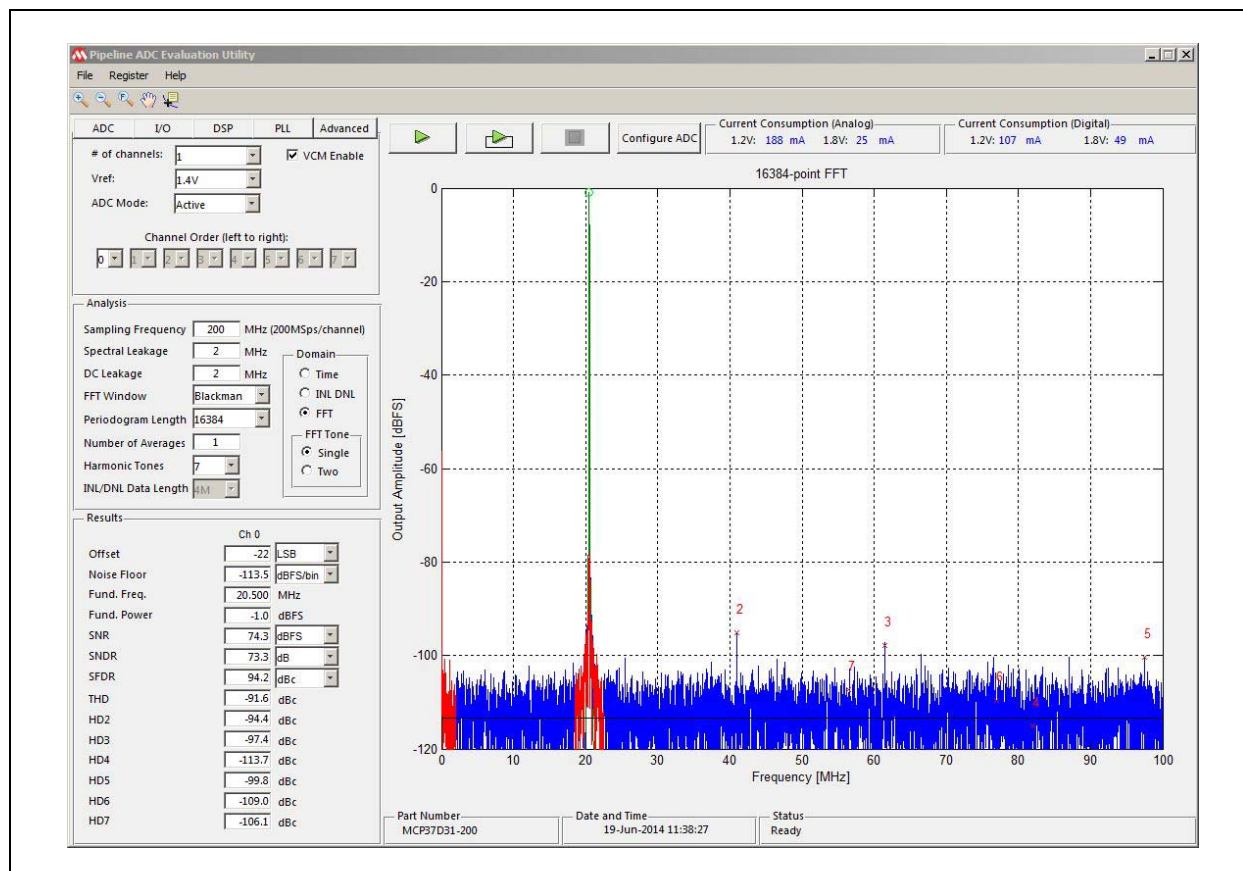 Pipeline ADC Evaluation Utility
File Register Help
ADC I/O DSP PLL Advanced
# of channels: 1
VCM Enable
Vref: 1.4V
ADC Mode: Active
Channel Order (left to right):
0 1 2 3 4 5 6 7
Configure ADC
Current Consumption (Analog)
1.2V: 188 mA 1.8V: 25 mA
Current Consumption (Digital)
1.2V: 107 mA 1.8V: 49 mA
Analysis
Sampling Frequency 200 MHz (200MSps/channel)
Spectral Leakage 2 MHz
DC Leakage 2 MHz
FFT Window Blackman
Periodogram Length 16384
Number of Averages 1
Harmonic Tones 7
INL/DNL Data Length 4M
Domain
Time
INL DNL
FFT
FFT Tone
Single
Two
Results
Ch 0
Offset -22 LSB
Noise Floor -113.5 dBFS/bin
Fund. Freq. 20.500 MHz
Fund. Power -1.0 dBFS
SNR 74.3 dBFS
SNDR 73.3 dB
SFDR 94.2 dBc
THD -91.6 dBc
HD2 -94.4 dBc
HD3 -97.4 dBc
HD4 -113.7 dBc
HD5 -99.8 dBc
HD6 -109.0 dBc
HD7 -106.1 dBc
16384-point FFT
Output Amplitude [dBFS]
0
-20
-40
-60
-80
-100
-120
2
3
5
7
6
4
0 10 20 30 40 50 60 70 80 90 100
Frequency [MHz]
Part Number
MCP37D31-200
Date and Time
19-Jun-2014 11:38:27
Status
Ready